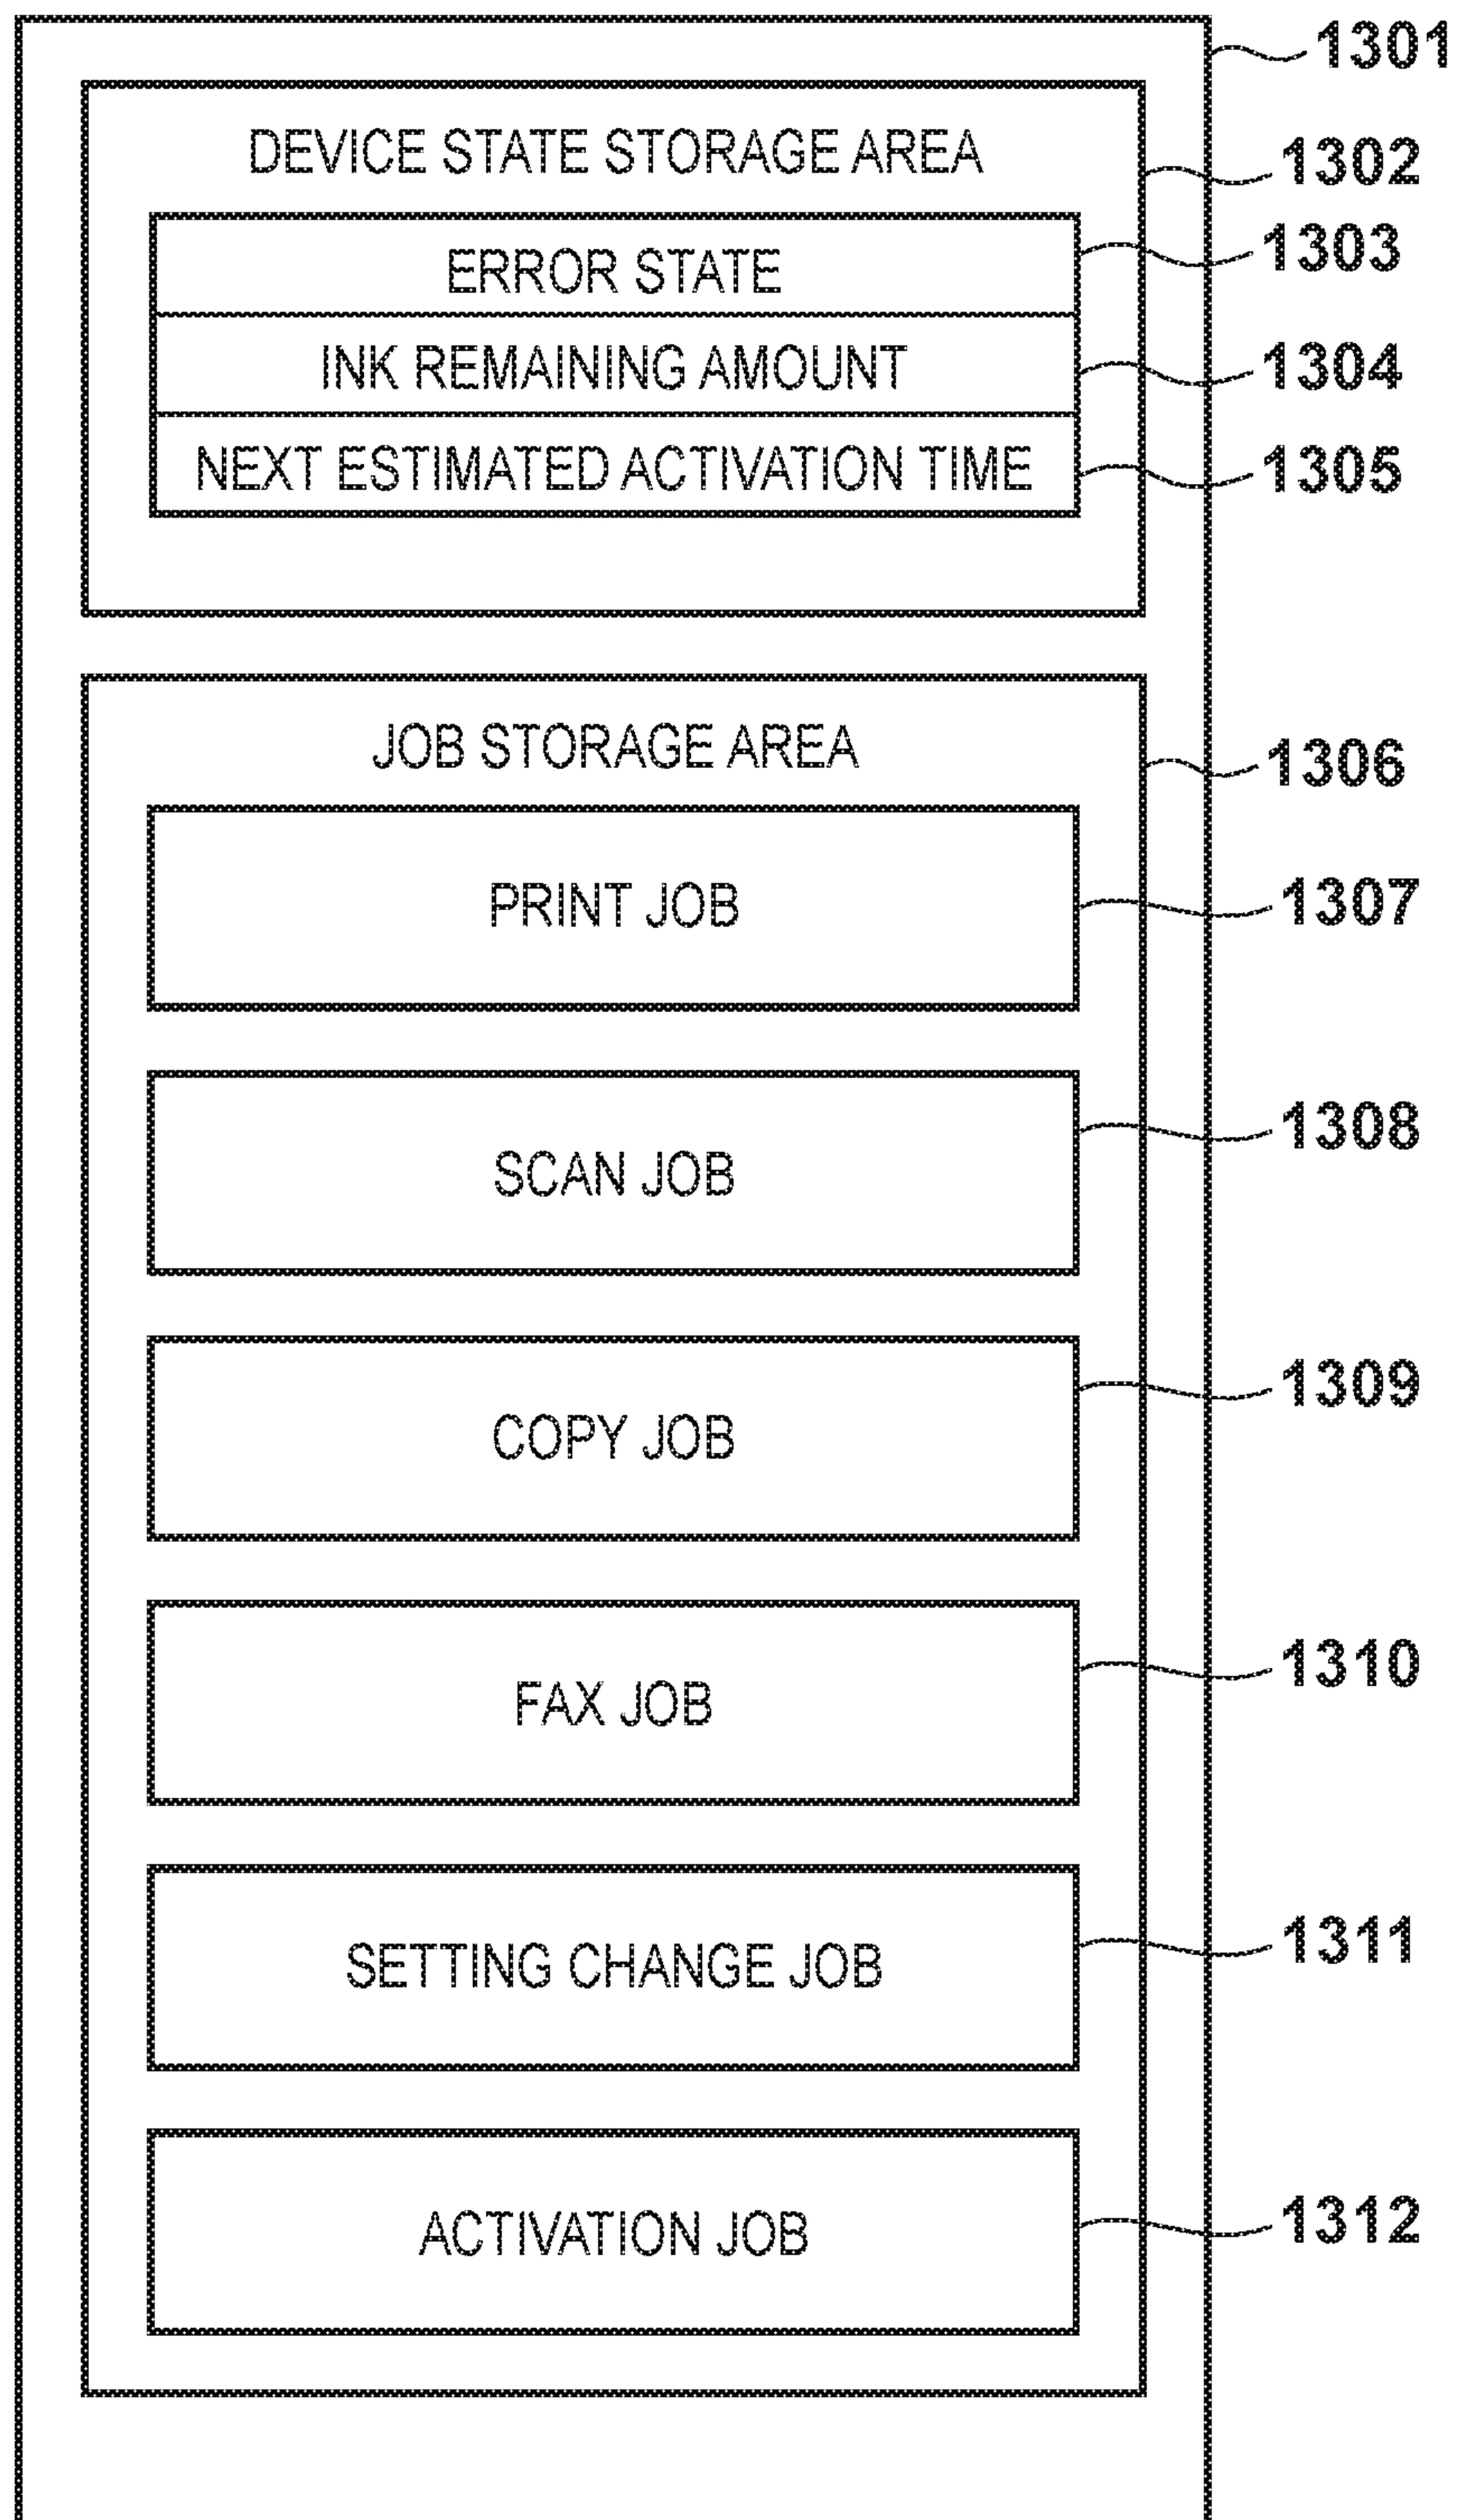 1301
DEVICE STATE STORAGE AREA
1302
ERROR STATE
1303
INK REMAINING AMOUNT
1304
NEXT ESTIMATED ACTIVATION TIME
1305
JOB STORAGE AREA
1306
PRINT JOB
1307
SCAN JOB
1308
COPY JOB
1309
FAX JOB
1310
SETTING CHANGE JOB
1311
ACTIVATION JOB
1312